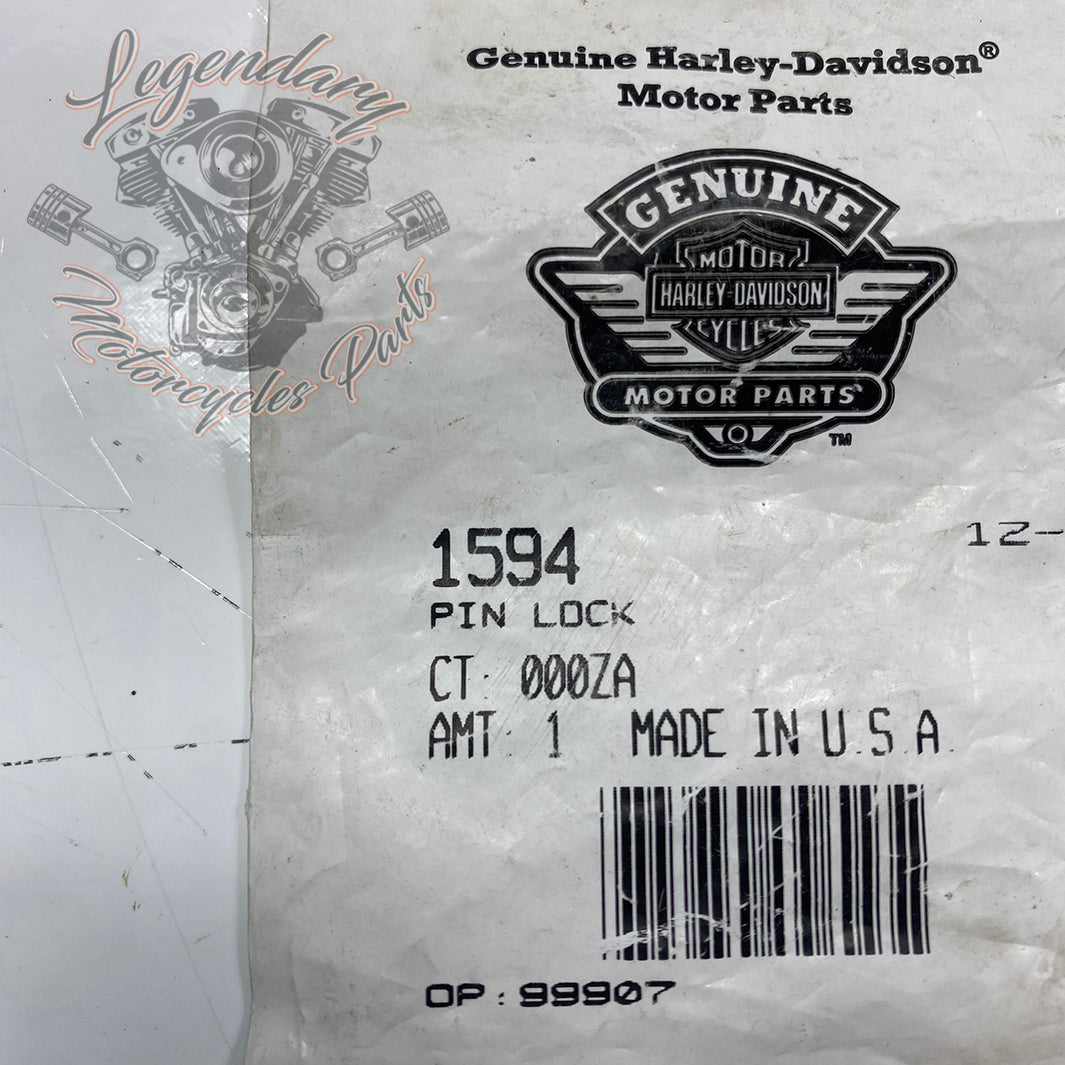 Legendary
Motorcycles Parts
Genuine Harley-Davidson®
Motor Parts
GENUINE
MOTOR
HARLEY-DAVIDSON
CYCLES
MOTOR PARTS
TM
1594
12-
PIN LOCK
CT: 000ZA
AMT: 1 MADE IN U.S.A.
OP: 99907